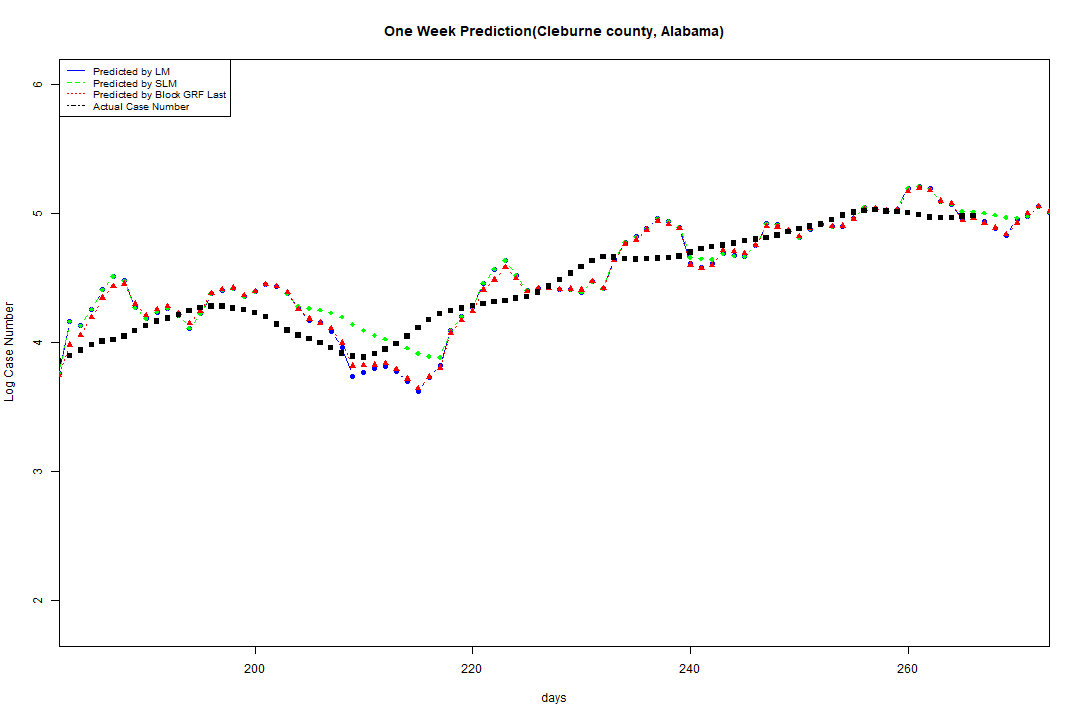 One Week Prediction(Cleburne county, Alabama)
Predicted by LM
Predicted by SLM
Predicted by Block GRF Last
Actual Case Number
6
5
4
3
2
Log Case Number
200 220 240 260
days